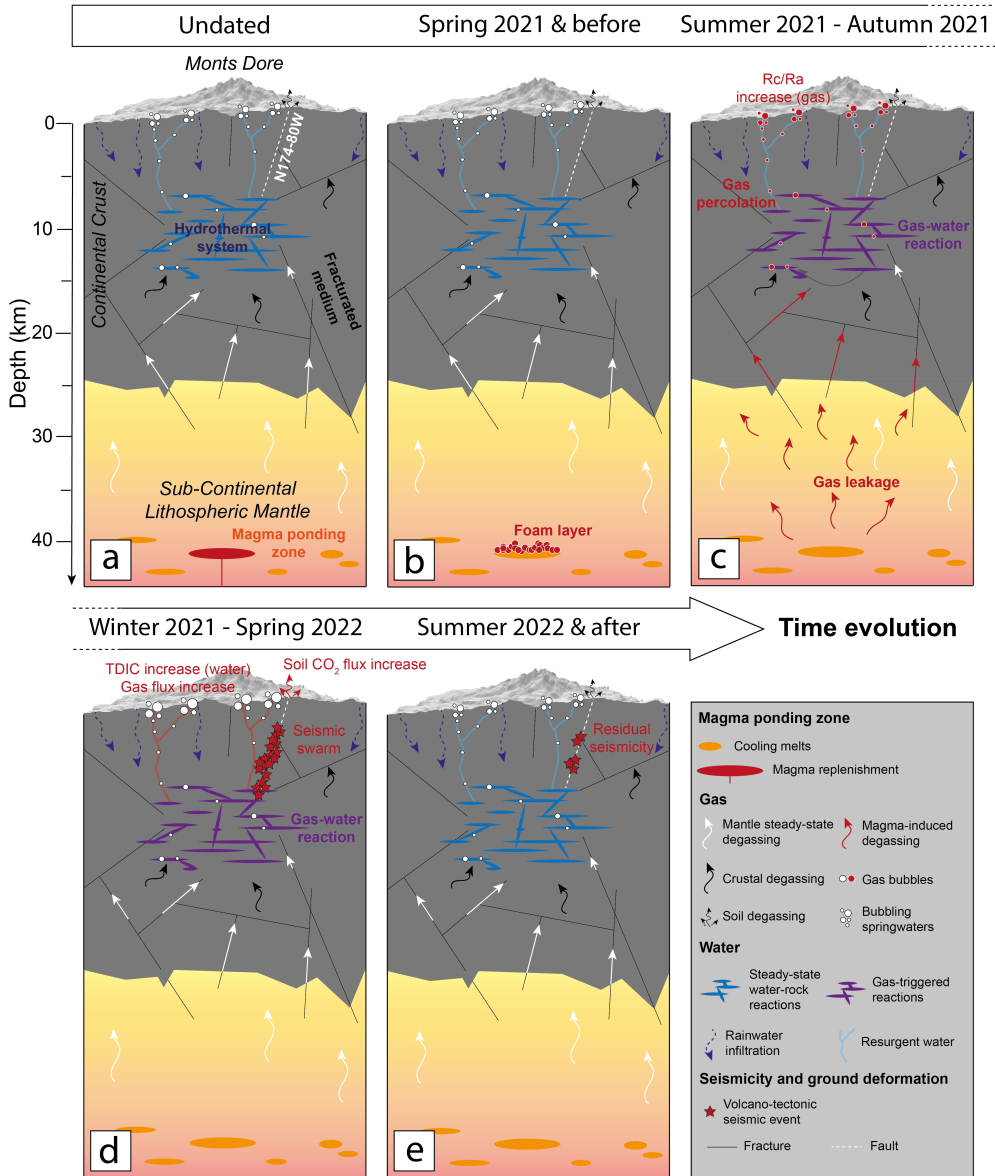 Undated
Spring 2021 & before
Summer 2021 - Autumn 2021
Monts Dore
Rc/Ra
increase (gas)
Depth (km)
0
10
20
30
40
Continental Crust
N174-80W
Hydrothermal
system
Fracturated
medium
Sub-Continental
Lithospheric Mantle
Magma ponding
zone
a
Foam layer
b
Gas
percolation
Gas-water
reaction
Gas leakage
c
Winter 2021 - Spring 2022
Summer 2022 & after
Time evolution
TDIC increase (water)
Gas flux increase
Soil CO₂ flux increase
Seismic
swarm
Gas-water
reaction
d
Residual
seismicity
e
Magma ponding zone
Cooling melts
Magma replenishment
Gas
Mantle steady-state
degassing
Magma-induced
degassing
Crustal degassing
Gas bubbles
Soil degassing
Bubbling
springwaters
Water
Steady-state
water-rock
reactions
Gas-triggered
reactions
Rainwater
infiltration
Resurgent water
Seismicity and ground deformation
Volcano-tectonic
seismic event
Fracture
Fault